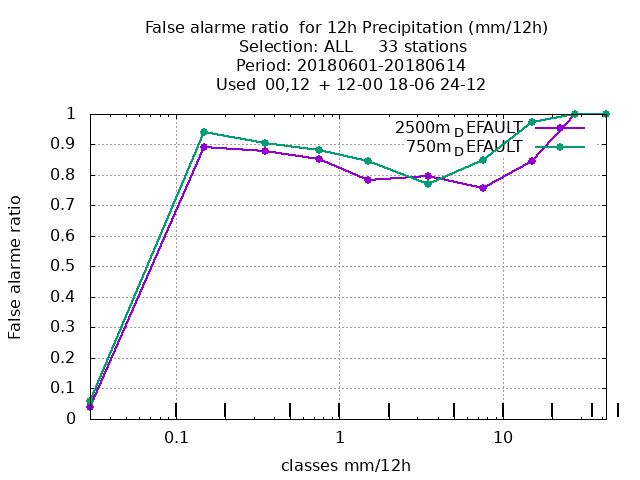 False alarme ratio  for 12h Precipitation (mm/12h)
Selection: ALL     33 stations
Period: 20180601-20180614
Used  00,12  + 12-00 18-06 24-12
2500m_DEFAULT
750m_DEFAULT
1
0.9
0.8
0.7
0.6
0.5
0.4
0.3
0.2
0.1
0
False alarme ratio
0.1 1 10
classes mm/12h